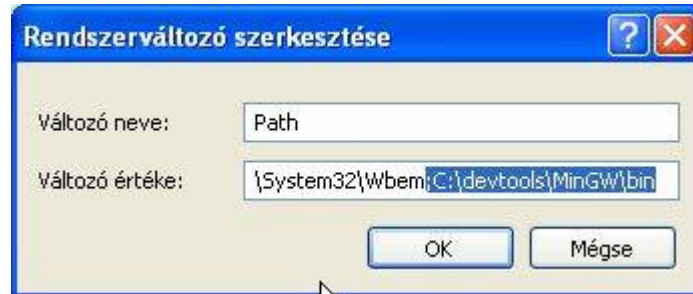 Rendszerváltozó szerkesztése
Változó neve: Path
Változó értéke: \System32\Wbem;C:\devtools\MinGW\bin
OK Mégse